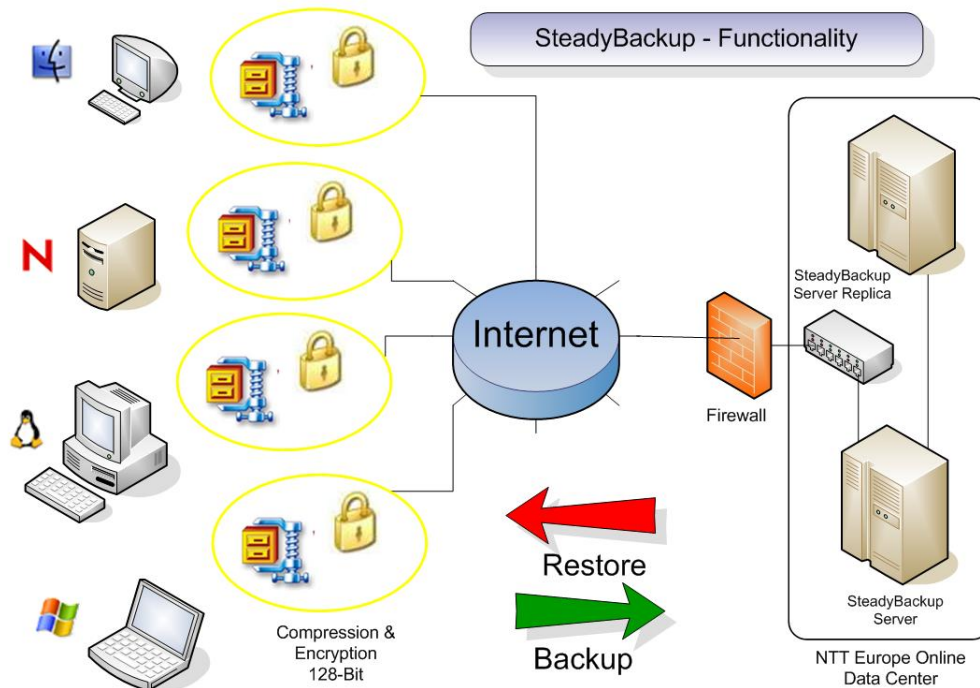 SteadyBackup - Functionality
N
SteadyBackup
Server Replica
Internet
Firewall
Restore
Backup
SteadyBackup
Server
Compression &
Encryption
128-Bit
NTT Europe Online
Data Center